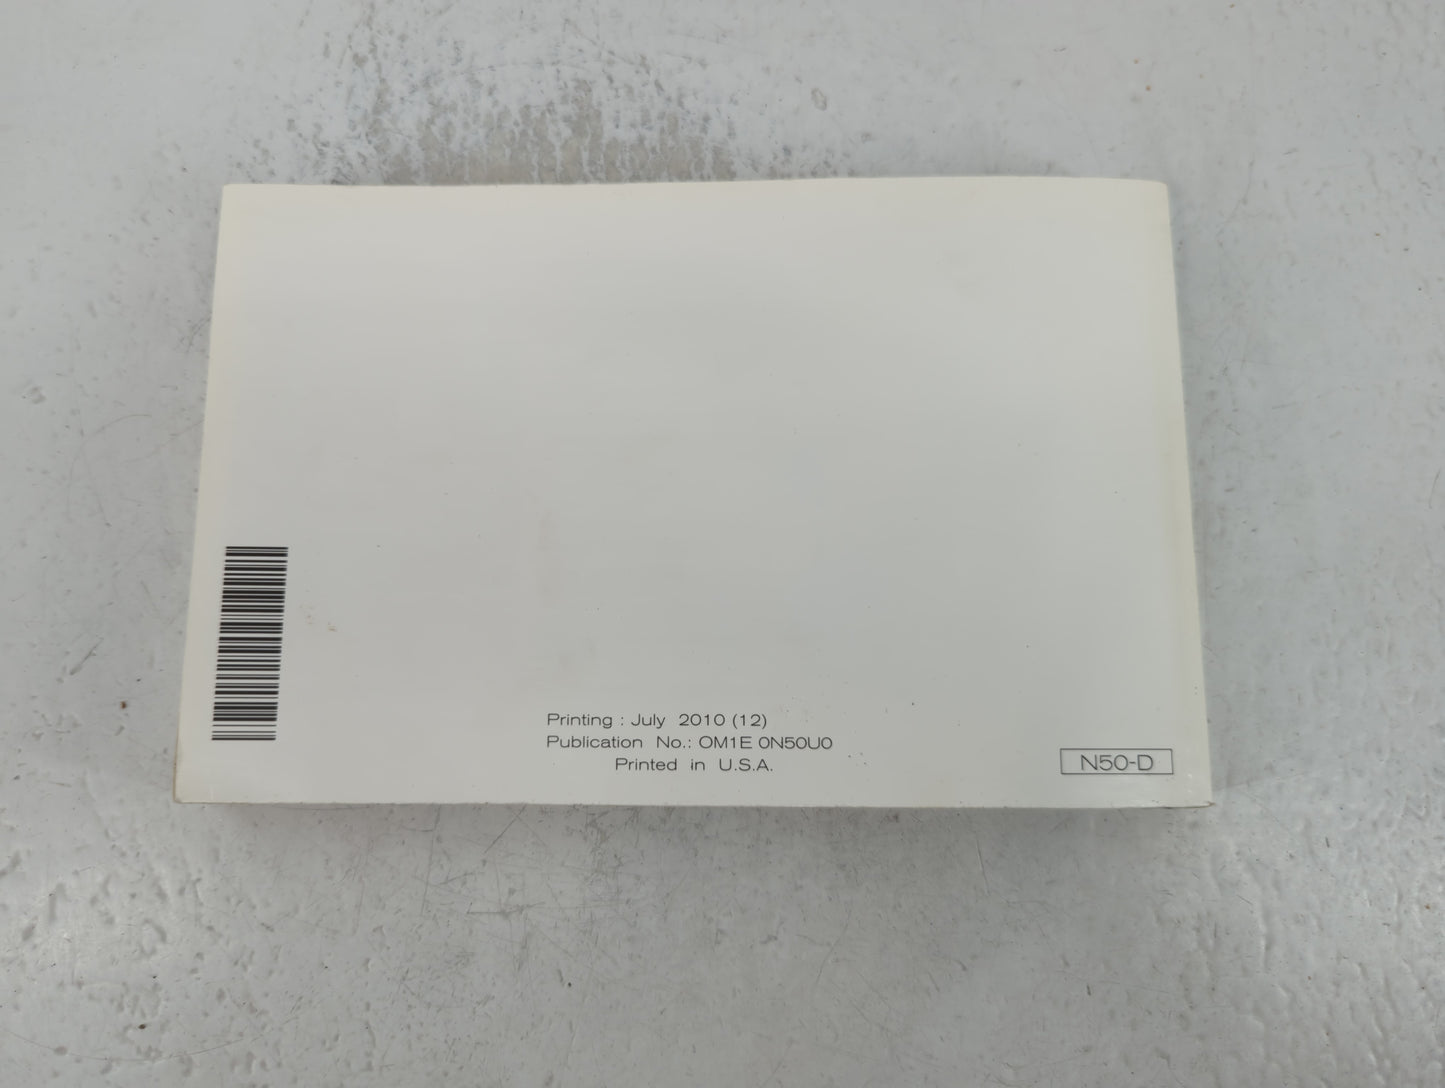 Printing : July 2010 (12)
Publication No.: OM1E 0N50U0
Printed in U.S.A.
N50-D